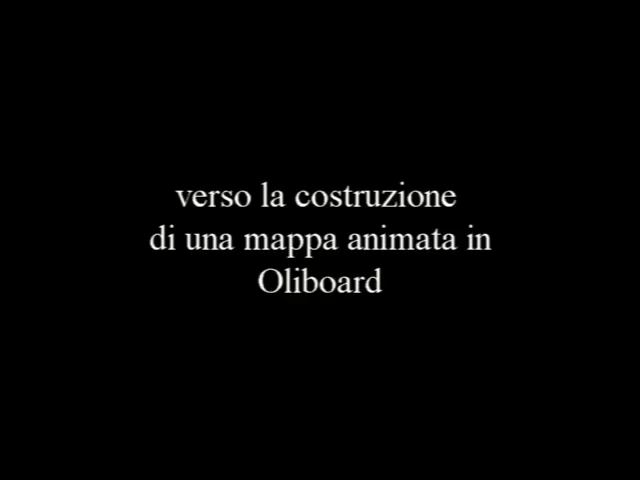 verso la costruzione
di una mappa animata in
Oliboard